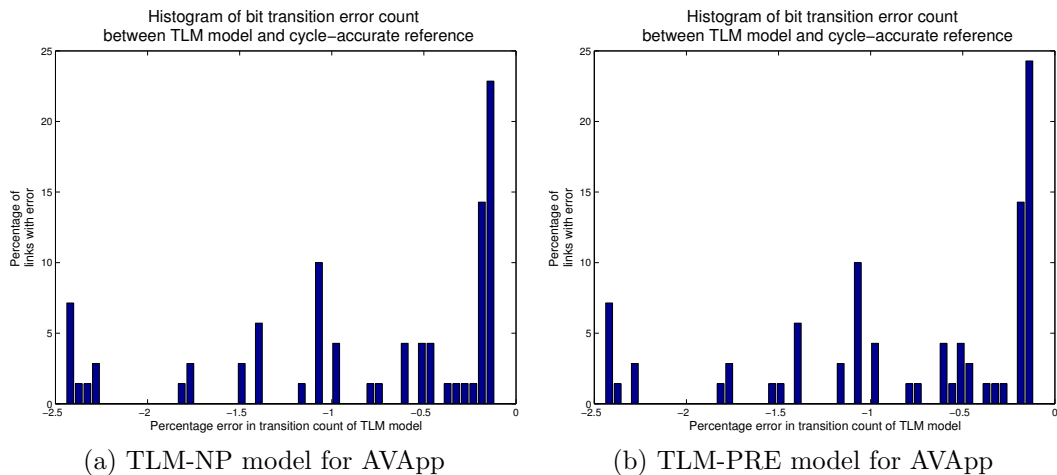 Histogram of bit transition error count
between TLM model and cycle−accurate reference
25
20
15
10
5
0
Percentage of
links with error
−2.5
−2
−1.5
−1
−0.5
0
Percentage error in transition count of TLM model
(a) TLM-NP model for AVApp
Histogram of bit transition error count
between TLM model and cycle−accurate reference
25
20
15
10
5
0
Percentage of
links with error
−2.5
−2
−1.5
−1
−0.5
0
Percentage error in transition count of TLM model
(b) TLM-PRE model for AVApp